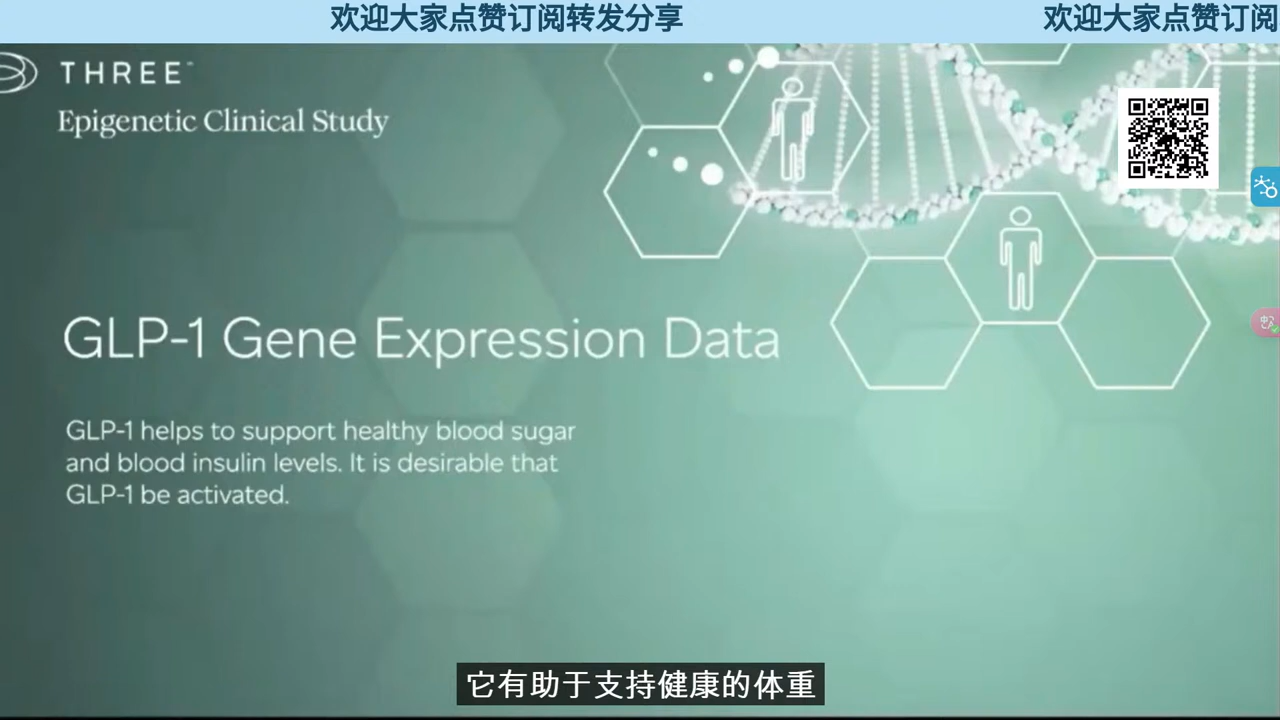 欢迎大家点赞订阅转发分享
欢迎大家点赞订阅
THREE
Epigenetic Clinical Study
GLP-1 Gene Expression Data
GLP-1 helps to support healthy blood sugar
and blood insulin levels. It is desirable that
GLP-1 be activated.
它有助于支持健康的体重